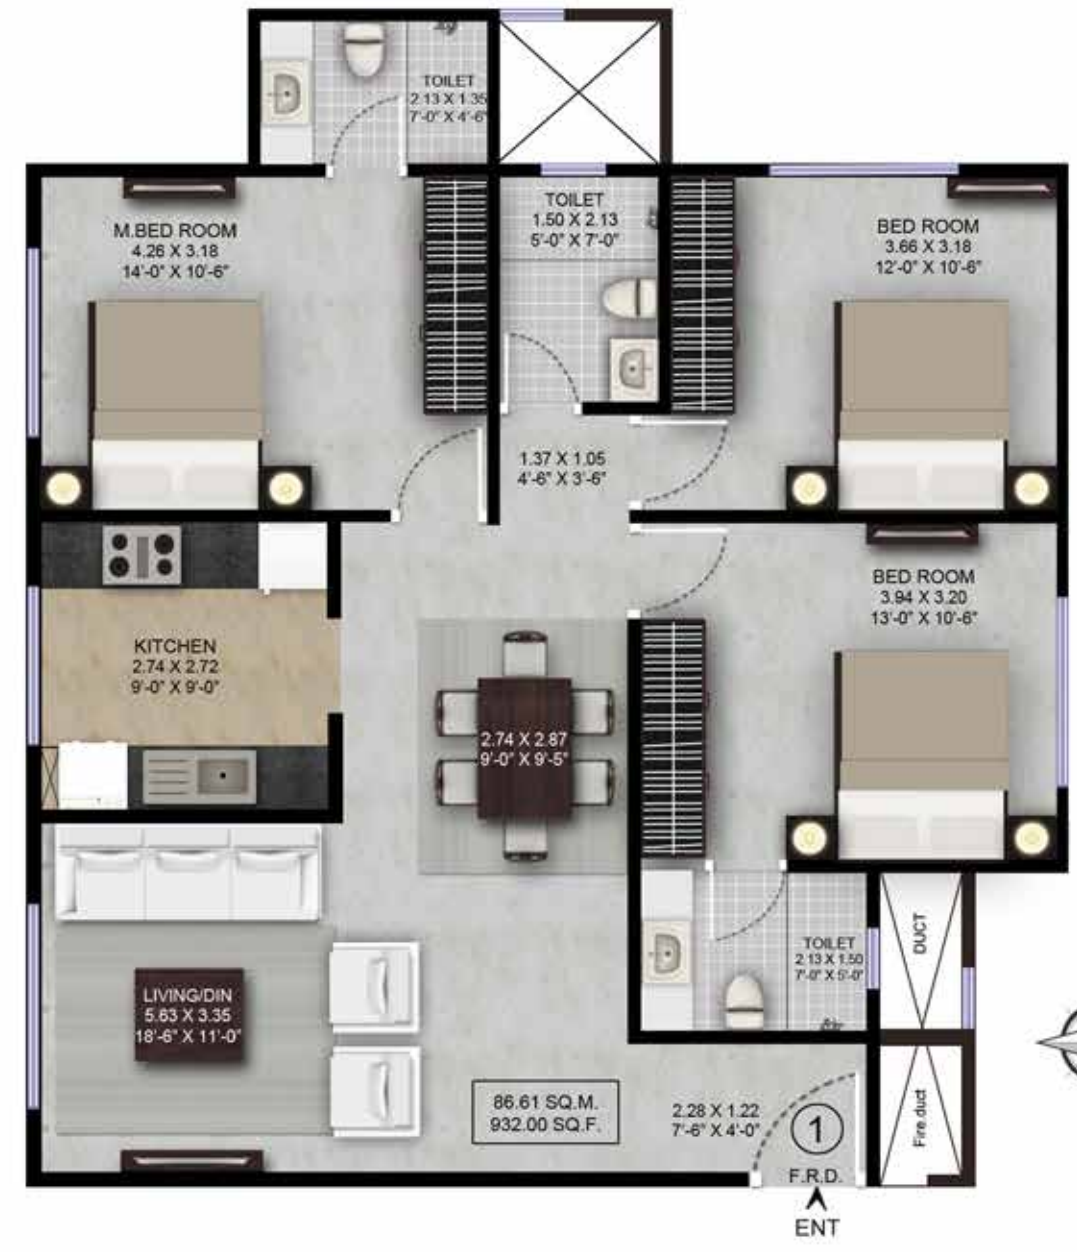 TOILET
2.13 X 1.35
7'-0" X 4'-6"
M.BED ROOM
4.26 X 3.18
14'-0" X 10'-6"
TOILET
1.50 X 2.13
5'-0" X 7'-0"
BED ROOM
3.66 X 3.18
12'-0" X 10'-6"
1.37 X 1.05
4'-6" X 3'-6"
KITCHEN
2.74 X 2.72
9'-0" X 9'-0"
BED ROOM
3.94 X 3.20
13'-0" X 10'-6"
2.74 X 2.87
9'-0" X 9'-5"
TOILET
2.13 X 1.50
7'-0" X 5'-0"
DUCT
LIVING/DIN
5.63 X 3.35
18'-6" X 11'-0"
86.61 SQ.M.
932.00 SQ.F.
2.28 X 1.22
7'-6" X 4'-0"
1
F.R.D.
ENT
Fire.duct